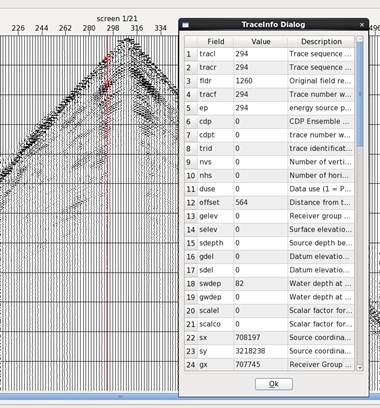 screen 1/21
226 244 262 280 298 316 334 496
TraceInfo Dialog
Field Value Description
1 tracl 294 Trace sequence ...
2 tracr 294 Trace sequence ...
3 fldr 1260 Original field re...
4 tracf 294 Trace number w...
5 ep 294 energy source p...
6 cdp 0 CDP Ensemble ...
7 cdpt 0 trace number w...
8 trid 0 trace identificat...
9 nvs 0 Number of verti...
10 nhs 0 Number of hori...
11 duse 0 Data use (1 = P...
12 offset 564 Distance from t...
13 gelev 0 Receiver group ...
14 selev 0 Surface elevatio...
15 sdepth 0 Source depth be...
16 gdel 0 Datum elevatio...
17 sdel 0 Datum elevatio...
18 swdep 82 Water depth at ...
19 gwdep 0 Water depth at ...
20 scalel 0 Scalar factor for...
21 scalco 0 Scalar factor for...
22 sx 708197 Source coordina...
23 sy 3218238 Source coordina...
24 gx 707745 Receiver Group ...
Ok